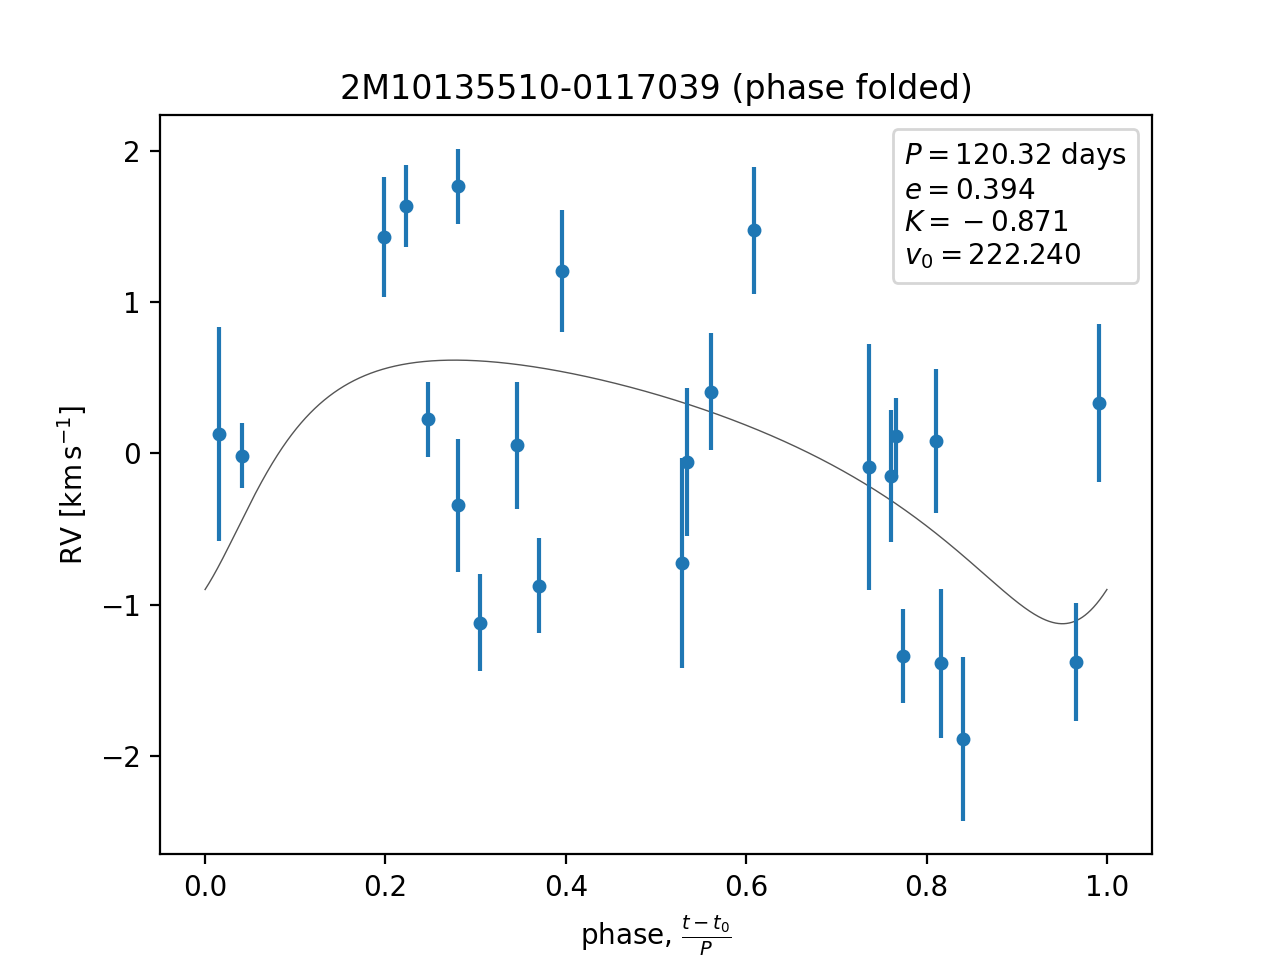 2M10135510-0117039 (phase folded)
P = 120.32 days
e = 0.394
K = −0.871
v₀ = 222.240
2
1
0
−1
−2
RV [km s⁻¹]
0.0 0.2 0.4 0.6 0.8 1.0
phase, (t − t₀)/P